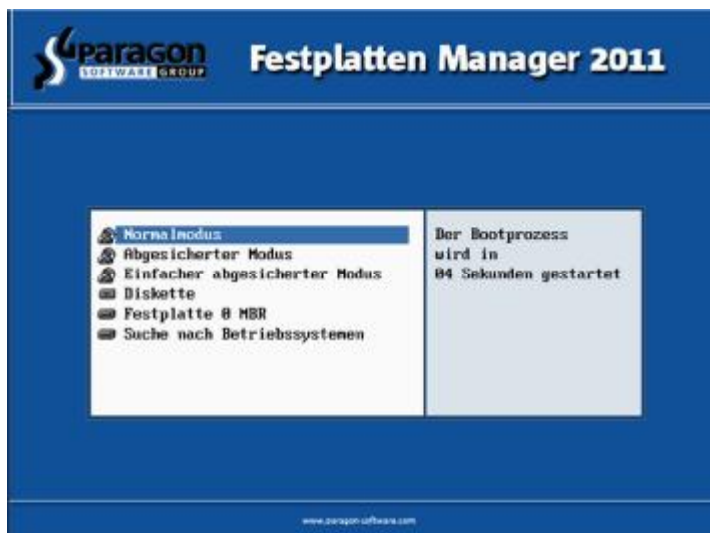 Paragon
SOFTWARE GROUP
Festplatten Manager 2011
Normalmodus
Abgesicherter Modus
Einfacher abgesicherter Modus
Diskette
Festplatte 0 MBR
Suche nach Betriebssystemen
Der Bootprozess
wird in
04 Sekunden gestartet
www.paragon-software.com